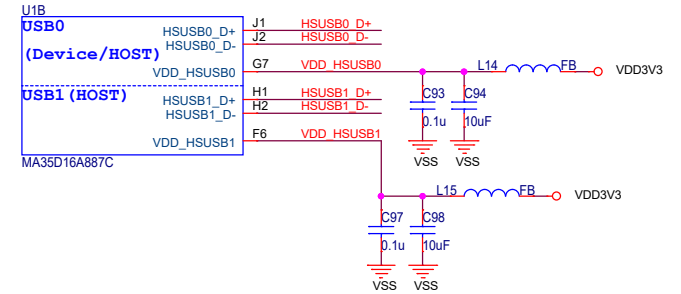 U1B
USB0
(Device/HOST)
HSUSB0_D+ J1 HSUSB0_D+
HSUSB0_D- J2 HSUSB0_D-
VDD_HSUSB0 G7 VDD_HSUSB0 L14 FB VDD3V3
USB1(HOST)
HSUSB1_D+ H1 HSUSB1_D+
HSUSB1_D- H2 HSUSB1_D-
VDD_HSUSB1 F6 VDD_HSUSB1
MA35D16A887C
C93 C94
0.1u 10uF
VSS VSS
L15 FB VDD3V3
C97 C98
0.1u 10uF
VSS VSS